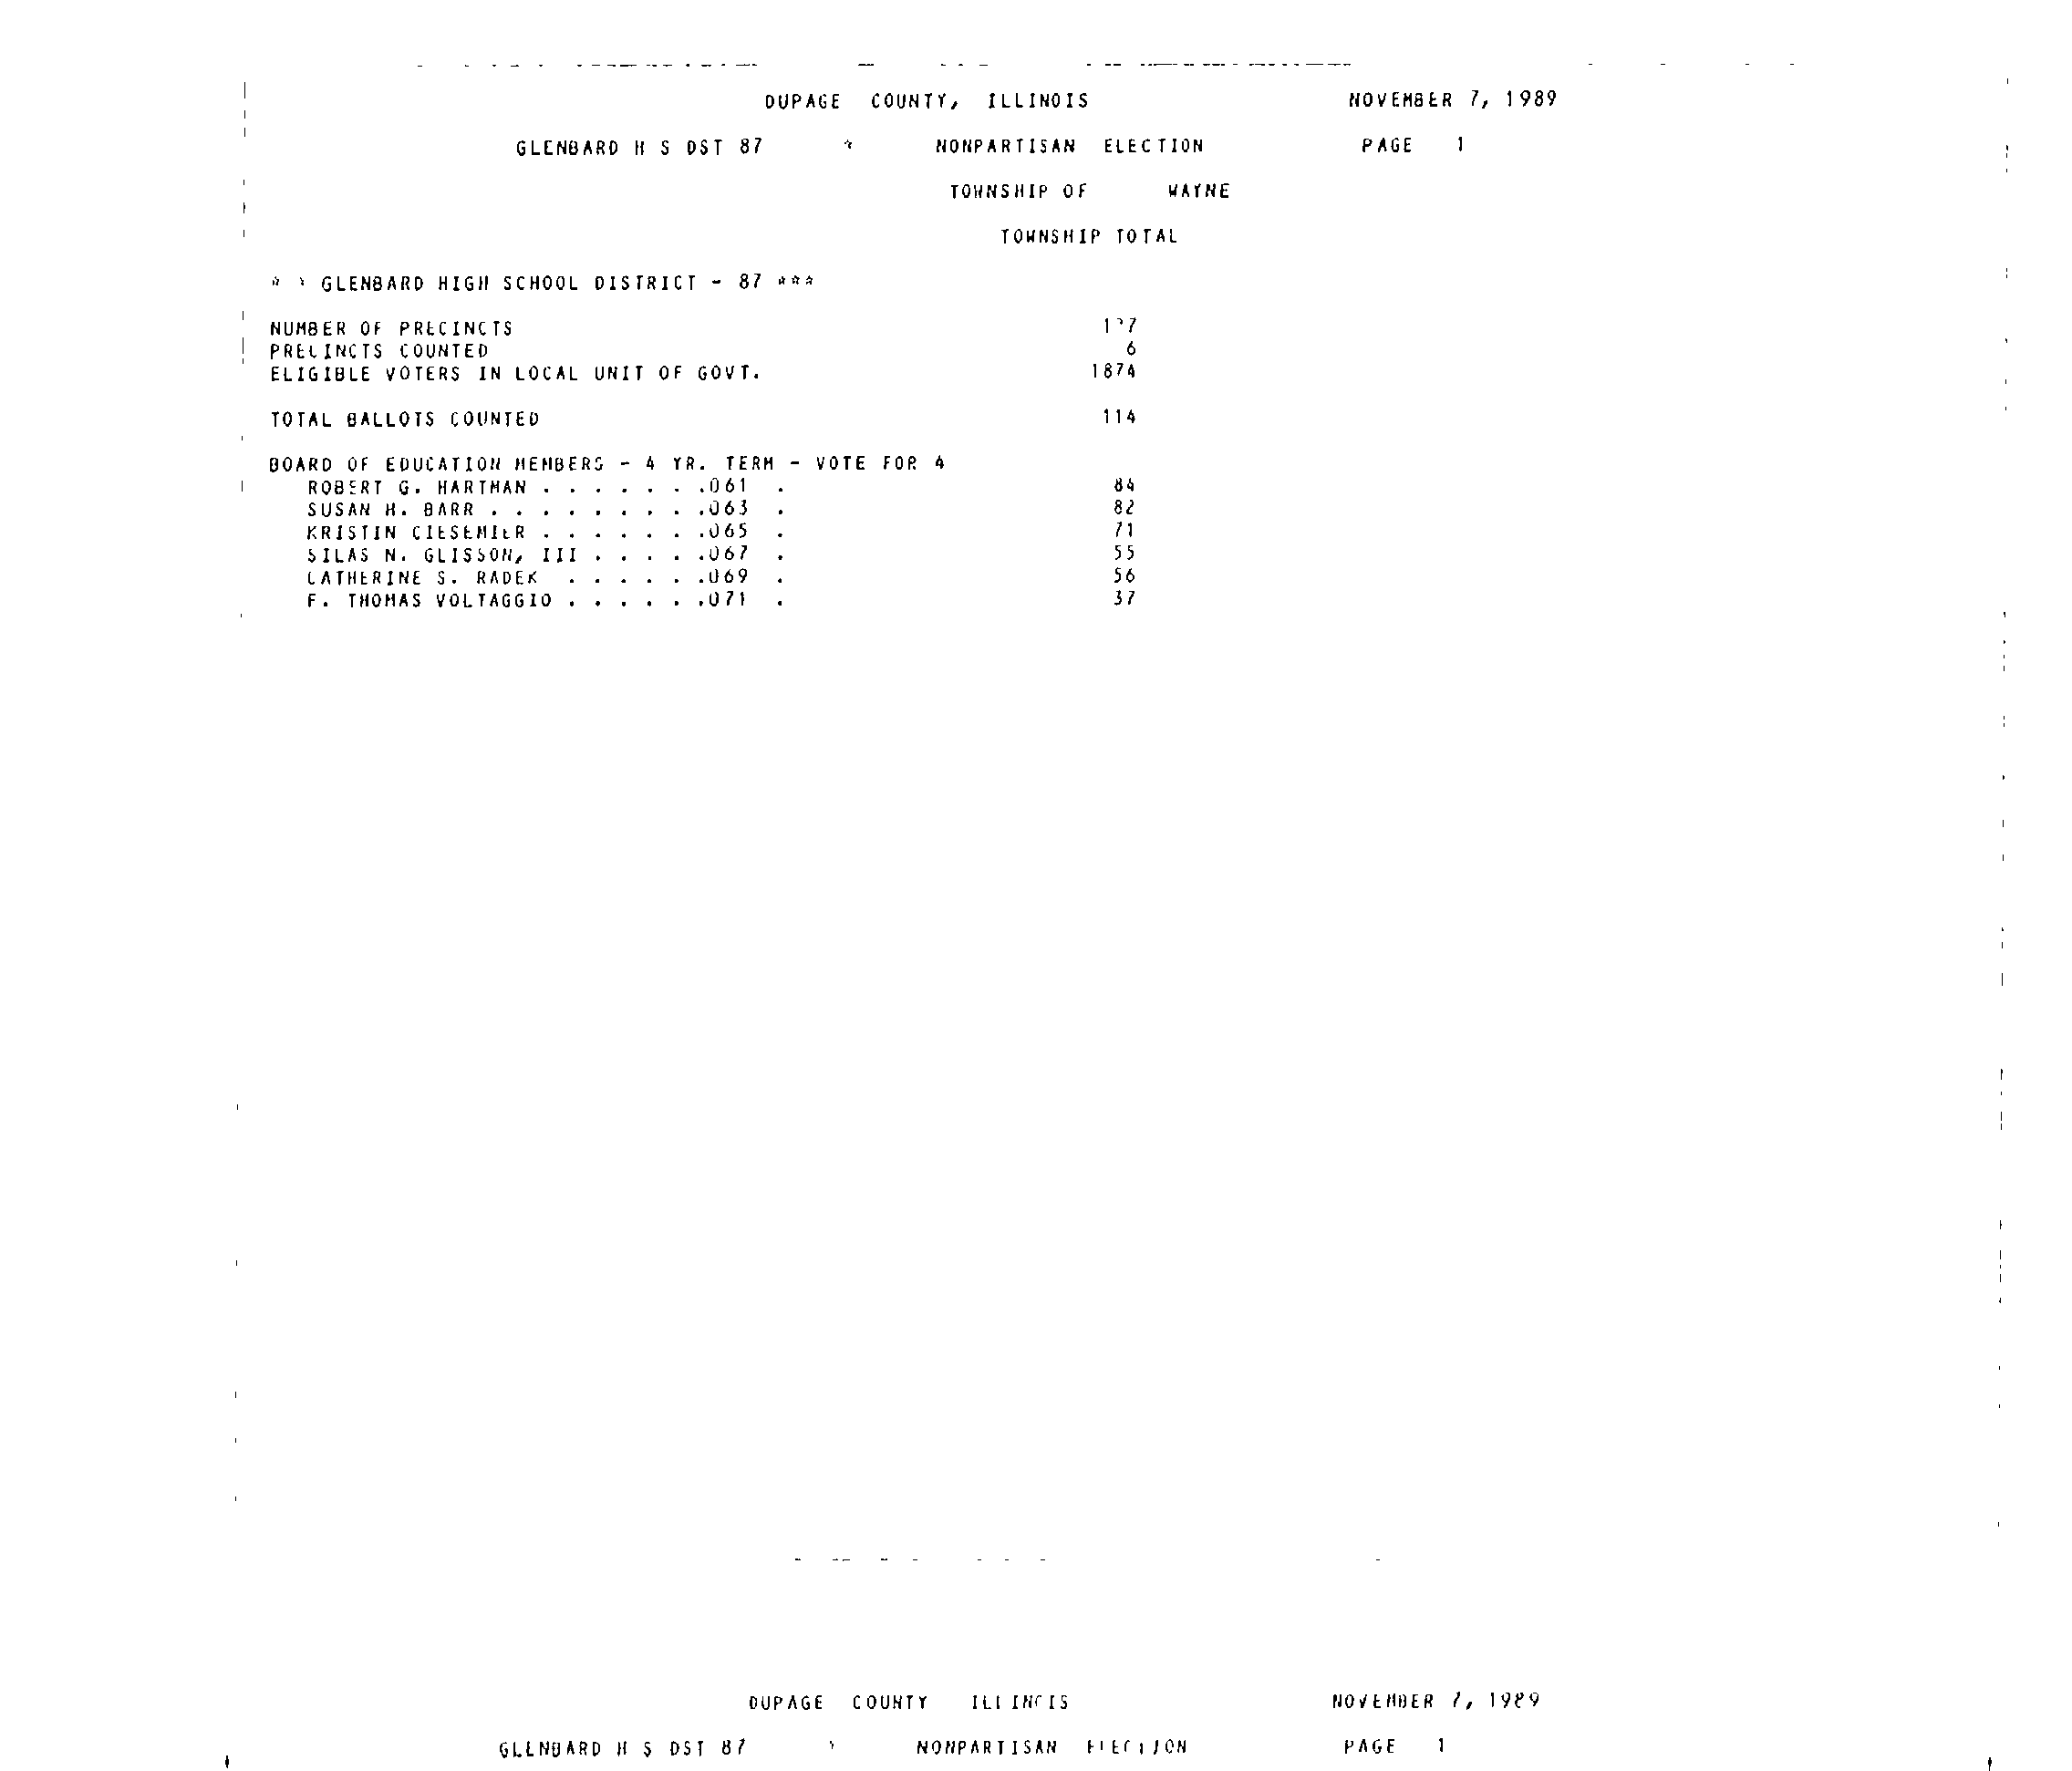 DUPAGE COUNTY, ILLINOIS NOVEMBER 7, 1989
GLENBARD H S DST 87 * NONPARTISAN ELECTION PAGE 1
TOWNSHIP OF WAYNE
TOWNSHIP TOTAL
* * GLENBARD HIGH SCHOOL DISTRICT - 87 ***
NUMBER OF PRECINCTS
PRECINCTS COUNTED 6
ELIGIBLE VOTERS IN LOCAL UNIT OF GOVT. 1874
TOTAL BALLOTS COUNTED 114
BOARD OF EDUCATION MEMBERS - 4 YR. TERM - VOTE FOR 4
ROBERT G. HARTMAN . . . . . . .061 . 84
SUSAN H. BARR . . . . . . . . .063 . 82
KRISTIN CIESEMIER . . . . . . .065 . 71
SILAS N. GLISSON, III . . . . .067 . 55
CATHERINE S. RADEK . . . . . .069 . 56
F. THOMAS VOLTAGGIO . . . . . .071 . 37
DUPAGE COUNTY ILLINOIS NOVEMBER 7, 1989
GLENBARD H S DST 87 * NONPARTISAN ELECTION PAGE 1